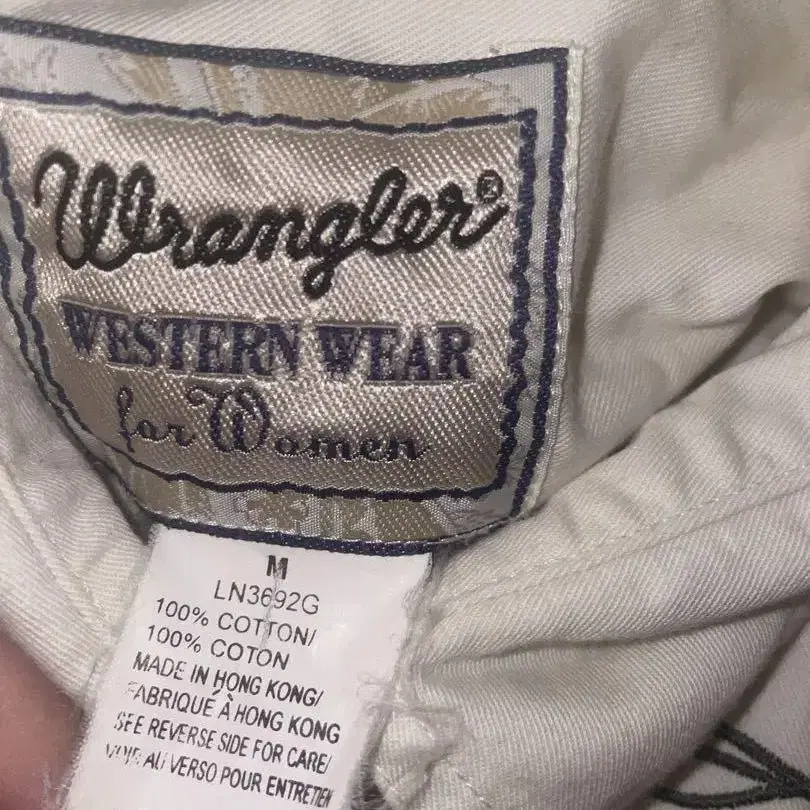 Wrangler®
WESTERN WEAR
for Women
M
LN3692G
100% COTTON/
100% COTON
MADE IN HONG KONG/
FABRIQUÉ À HONG KONG
SEE REVERSE SIDE FOR CARE/
VOIR AU VERSO POUR ENTRETIEN